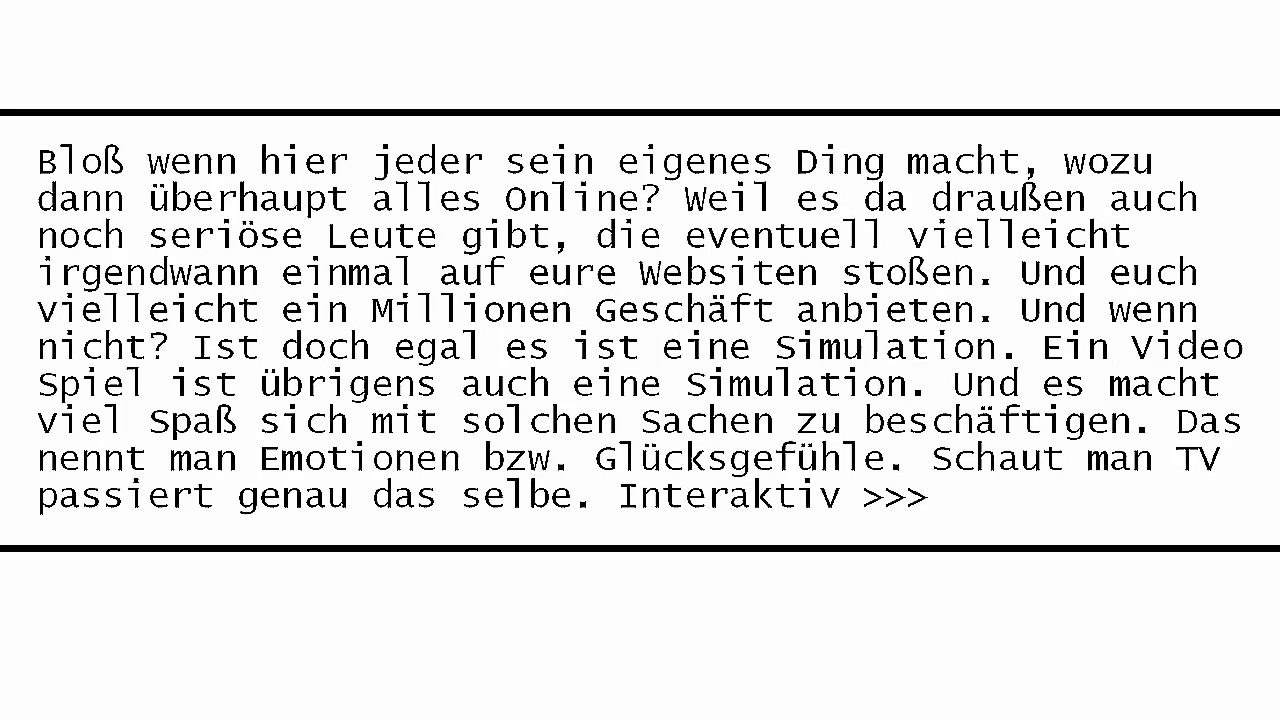 Bloß wenn hier jeder sein eigenes Ding macht, wozu
dann überhaupt alles Online? Weil es da draußen auch
noch seriöse Leute gibt, die eventuell vielleicht
irgendwann einmal auf eure Websiten stoßen. Und euch
vielleicht ein Millionen Geschäft anbieten. Und wenn
nicht? Ist doch egal es ist eine Simulation. Ein Video
Spiel ist übrigens auch eine Simulation. Und es macht
viel Spaß sich mit solchen Sachen zu beschäftigen. Das
nennt man Emotionen bzw. Glücksgefühle. Schaut man TV
passiert genau das selbe. Interaktiv >>>